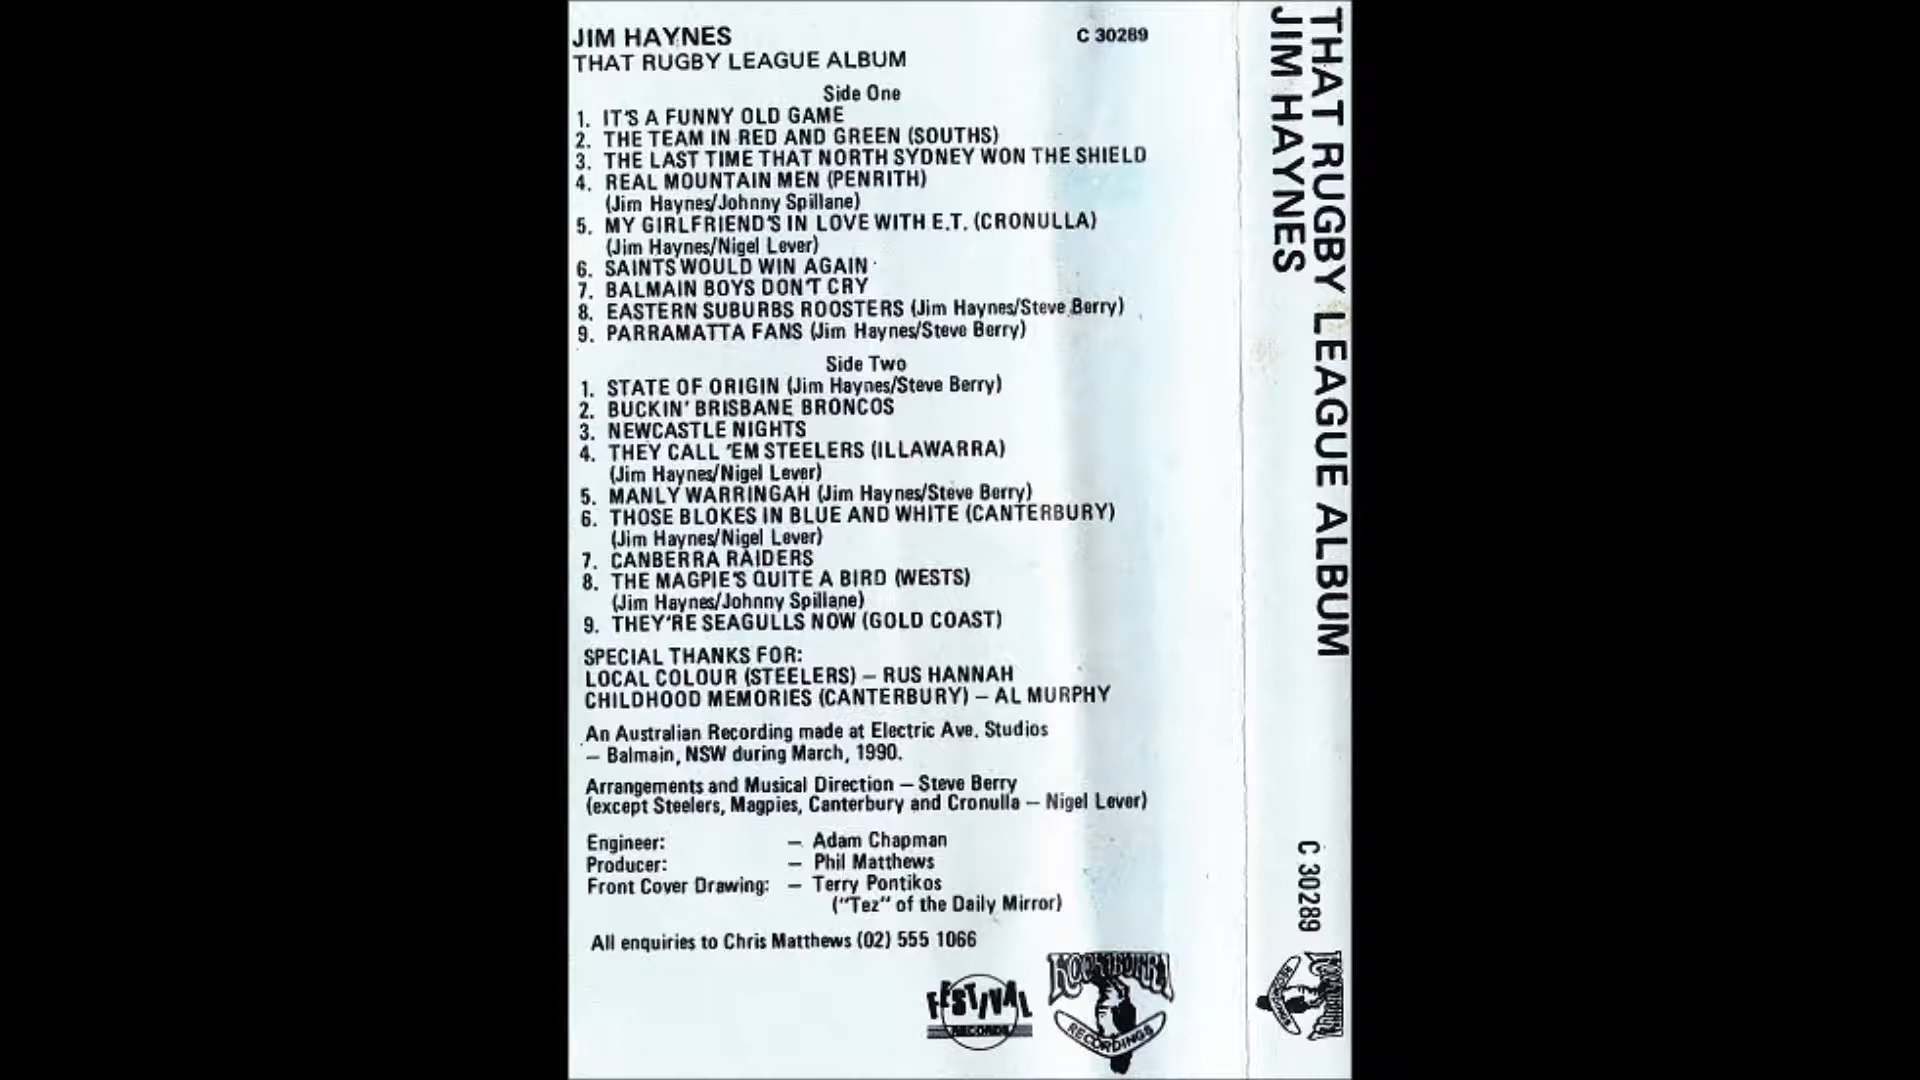 JIM HAYNES
C 30289
THAT RUGBY LEAGUE ALBUM
Side One
1. IT'S A FUNNY OLD GAME
2. THE TEAM IN RED AND GREEN (SOUTHS)
3. THE LAST TIME THAT NORTH SYDNEY WON THE SHIELD
4. REAL MOUNTAIN MEN (PENRITH)
(Jim Haynes/Johnny Spillane)
5. MY GIRLFRIEND'S IN LOVE WITH E.T. (CRONULLA)
(Jim Haynes/Nigel Lever)
6. SAINTS WOULD WIN AGAIN
7. BALMAIN BOYS DON'T CRY
8. EASTERN SUBURBS ROOSTERS (Jim Haynes/Steve Berry)
9. PARRAMATTA FANS (Jim Haynes/Steve Berry)
Side Two
1. STATE OF ORIGIN (Jim Haynes/Steve Berry)
2. BUCKIN' BRISBANE BRONCOS
3. NEWCASTLE NIGHTS
4. THEY CALL 'EM STEELERS (ILLAWARRA)
(Jim Haynes/Nigel Lever)
5. MANLY WARRINGAH (Jim Haynes/Steve Berry)
6. THOSE BLOKES IN BLUE AND WHITE (CANTERBURY)
(Jim Haynes/Nigel Lever)
7. CANBERRA RAIDERS
8. THE MAGPIE'S QUITE A BIRD (WESTS)
(Jim Haynes/Johnny Spillane)
9. THEY'RE SEAGULLS NOW (GOLD COAST)
SPECIAL THANKS FOR:
LOCAL COLOUR (STEELERS) – RUS HANNAH
CHILDHOOD MEMORIES (CANTERBURY) – AL MURPHY
An Australian Recording made at Electric Ave. Studios
– Balmain, NSW during March, 1990.
Arrangements and Musical Direction – Steve Berry
(except Steelers, Magpies, Canterbury and Cronulla – Nigel Lever)
Engineer: – Adam Chapman
Producer: – Phil Matthews
Front Cover Drawing: – Terry Pontikos
("Tez" of the Daily Mirror)
All enquiries to Chris Matthews (02) 555 1066
FESTIVAL
RECORDS
KOOKABURRA
RECORDINGS
THAT RUGBY LEAGUE ALBUM
JIM HAYNES
C 30289
KOOKABURRA
RECORDINGS